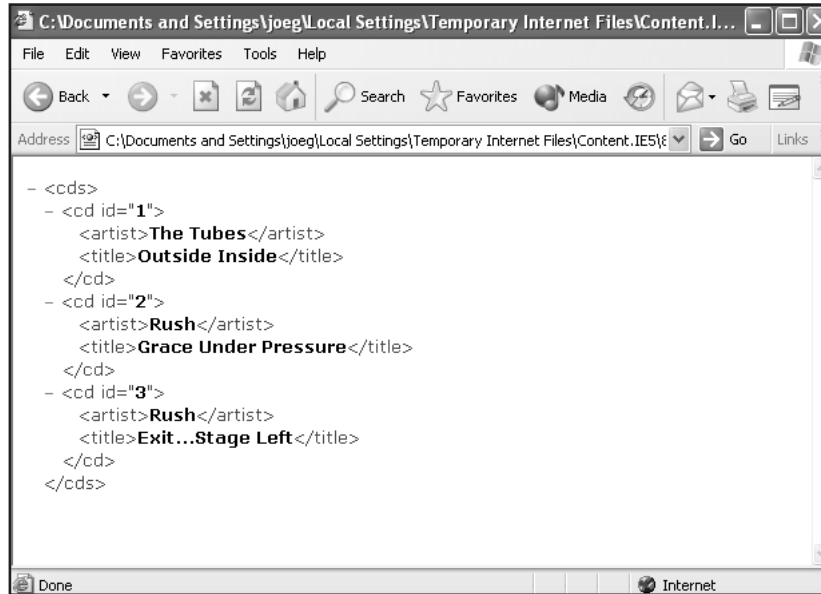 C:\Documents and Settings\joeg\Local Settings\Temporary Internet Files\Content.I...
File Edit View Favorites Tools Help
Back Search Favorites Media
Address C:\Documents and Settings\joeg\Local Settings\Temporary Internet Files\Content.IE5\ Go Links
- <cds>
- <cd id="1">
<artist>The Tubes</artist>
<title>Outside Inside</title>
</cd>
- <cd id="2">
<artist>Rush</artist>
<title>Grace Under Pressure</title>
</cd>
- <cd id="3">
<artist>Rush</artist>
<title>Exit...Stage Left</title>
</cd>
</cds>
Done Internet